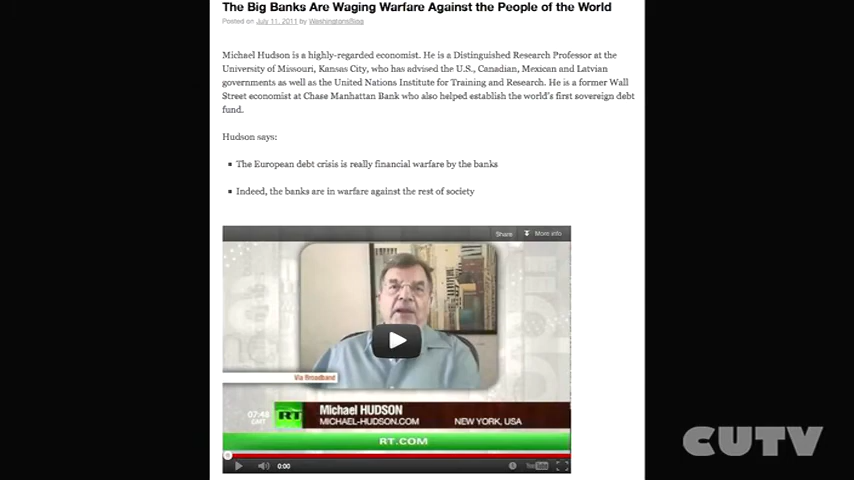 The Big Banks Are Waging Warfare Against the People of the World
Posted on July 11, 2011 by WashingtonsBlog
Michael Hudson is a highly-regarded economist. He is a Distinguished Research Professor at the
University of Missouri, Kansas City, who has advised the U.S., Canadian, Mexican and Latvian
governments as well as the United Nations Institute for Training and Research. He is a former Wall
Street economist at Chase Manhattan Bank who also helped establish the world's first sovereign debt
fund.
Hudson says:
The European debt crisis is really financial warfare by the banks
Indeed, the banks are in warfare against the rest of society
Share More info
Via Broadband
07:48
GMT
RT
Michael HUDSON
MICHAEL-HUDSON.COM NEW YORK, USA
RT.COM
0:00
YouTube
CUTV